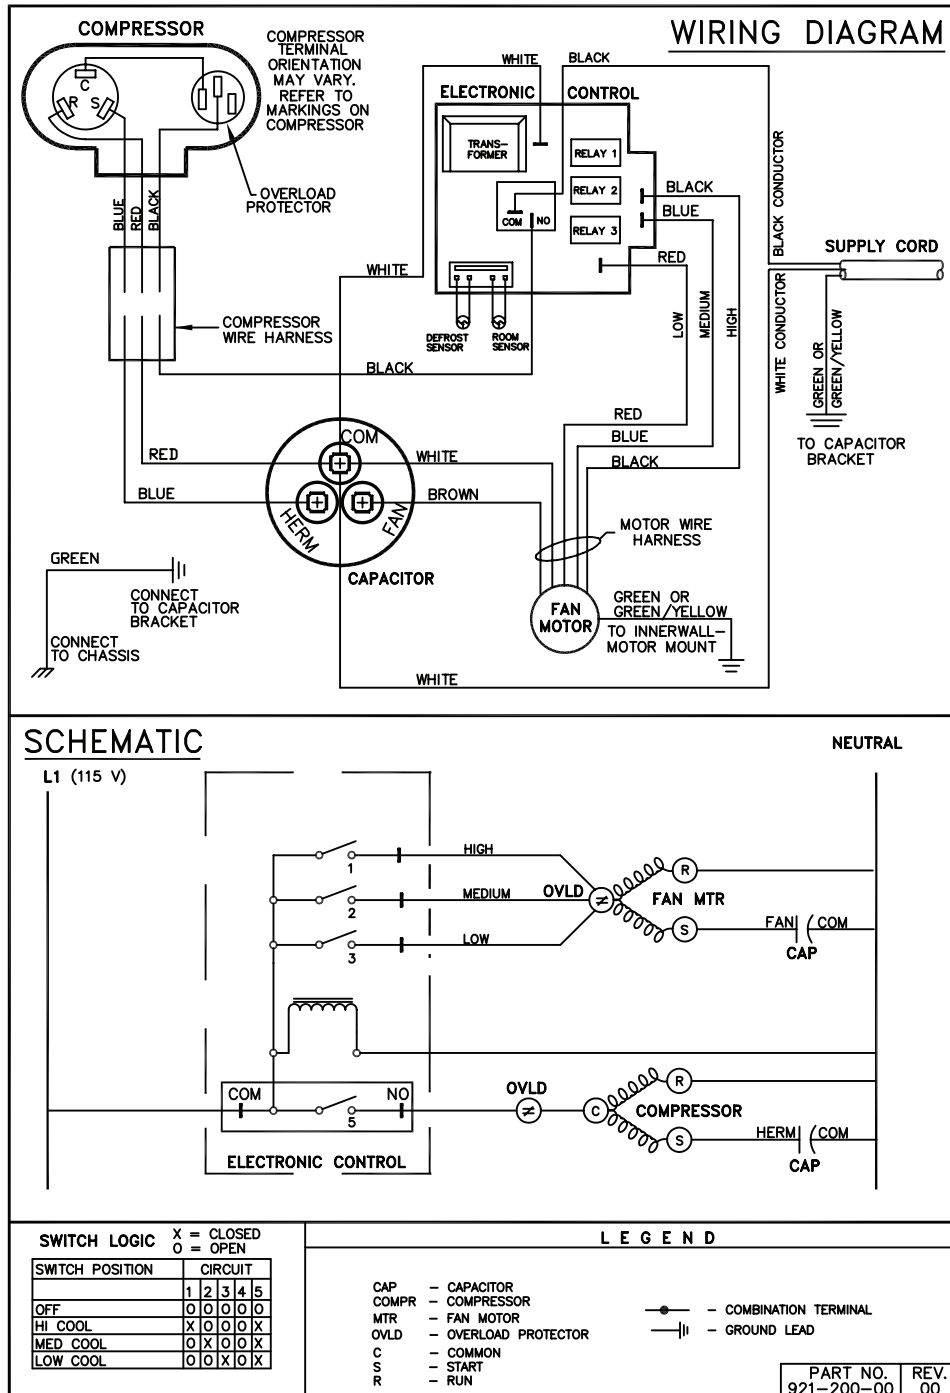 WIRING DIAGRAM
COMPRESSOR
COMPRESSOR
TERMINAL
ORIENTATION
MAY VARY.
REFER TO
MARKINGS ON
COMPRESSOR
C
R
S
OVERLOAD
PROTECTOR
BLUE
RED
BLACK
COMPRESSOR
WIRE HARNESS
WHITE
BLACK
ELECTRONIC CONTROL
TRANS-
FORMER
RELAY 1
RELAY 2
RELAY 3
COM
NO
DEFROST
SENSOR
ROOM
SENSOR
BLACK
BLUE
RED
LOW
MEDIUM
HIGH
BLACK CONDUCTOR
WHITE CONDUCTOR
SUPPLY CORD
GREEN OR
GREEN/YELLOW
TO CAPACITOR
BRACKET
WHITE
BLACK
RED
BLUE
BLACK
COM
HERM
FAN
CAPACITOR
RED
BLUE
WHITE
BROWN
MOTOR WIRE
HARNESS
FAN
MOTOR
GREEN OR
GREEN/YELLOW
TO INNERWALL-
MOTOR MOUNT
GREEN
CONNECT
TO CAPACITOR
BRACKET
CONNECT
TO CHASSIS
WHITE
SCHEMATIC
NEUTRAL
L1 (115 V)
HIGH
1
MEDIUM
2
LOW
3
OVLD
≠
R
FAN MTR
S
FAN
COM
CAP
COM
NO
5
OVLD
≠
C
R
COMPRESSOR
S
HERM
COM
CAP
ELECTRONIC CONTROL
SWITCH LOGIC
X = CLOSED
O = OPEN
SWITCH POSITION CIRCUIT
1 2 3 4 5
OFF O O O O O
HI COOL X O O O X
MED COOL O X O O X
LOW COOL O O X O X
LEGEND
CAP – CAPACITOR
COMPR – COMPRESSOR
MTR – FAN MOTOR
OVLD – OVERLOAD PROTECTOR
C – COMMON
S – START
R – RUN
– COMBINATION TERMINAL
– GROUND LEAD
PART NO. REV.
921-200-00 00